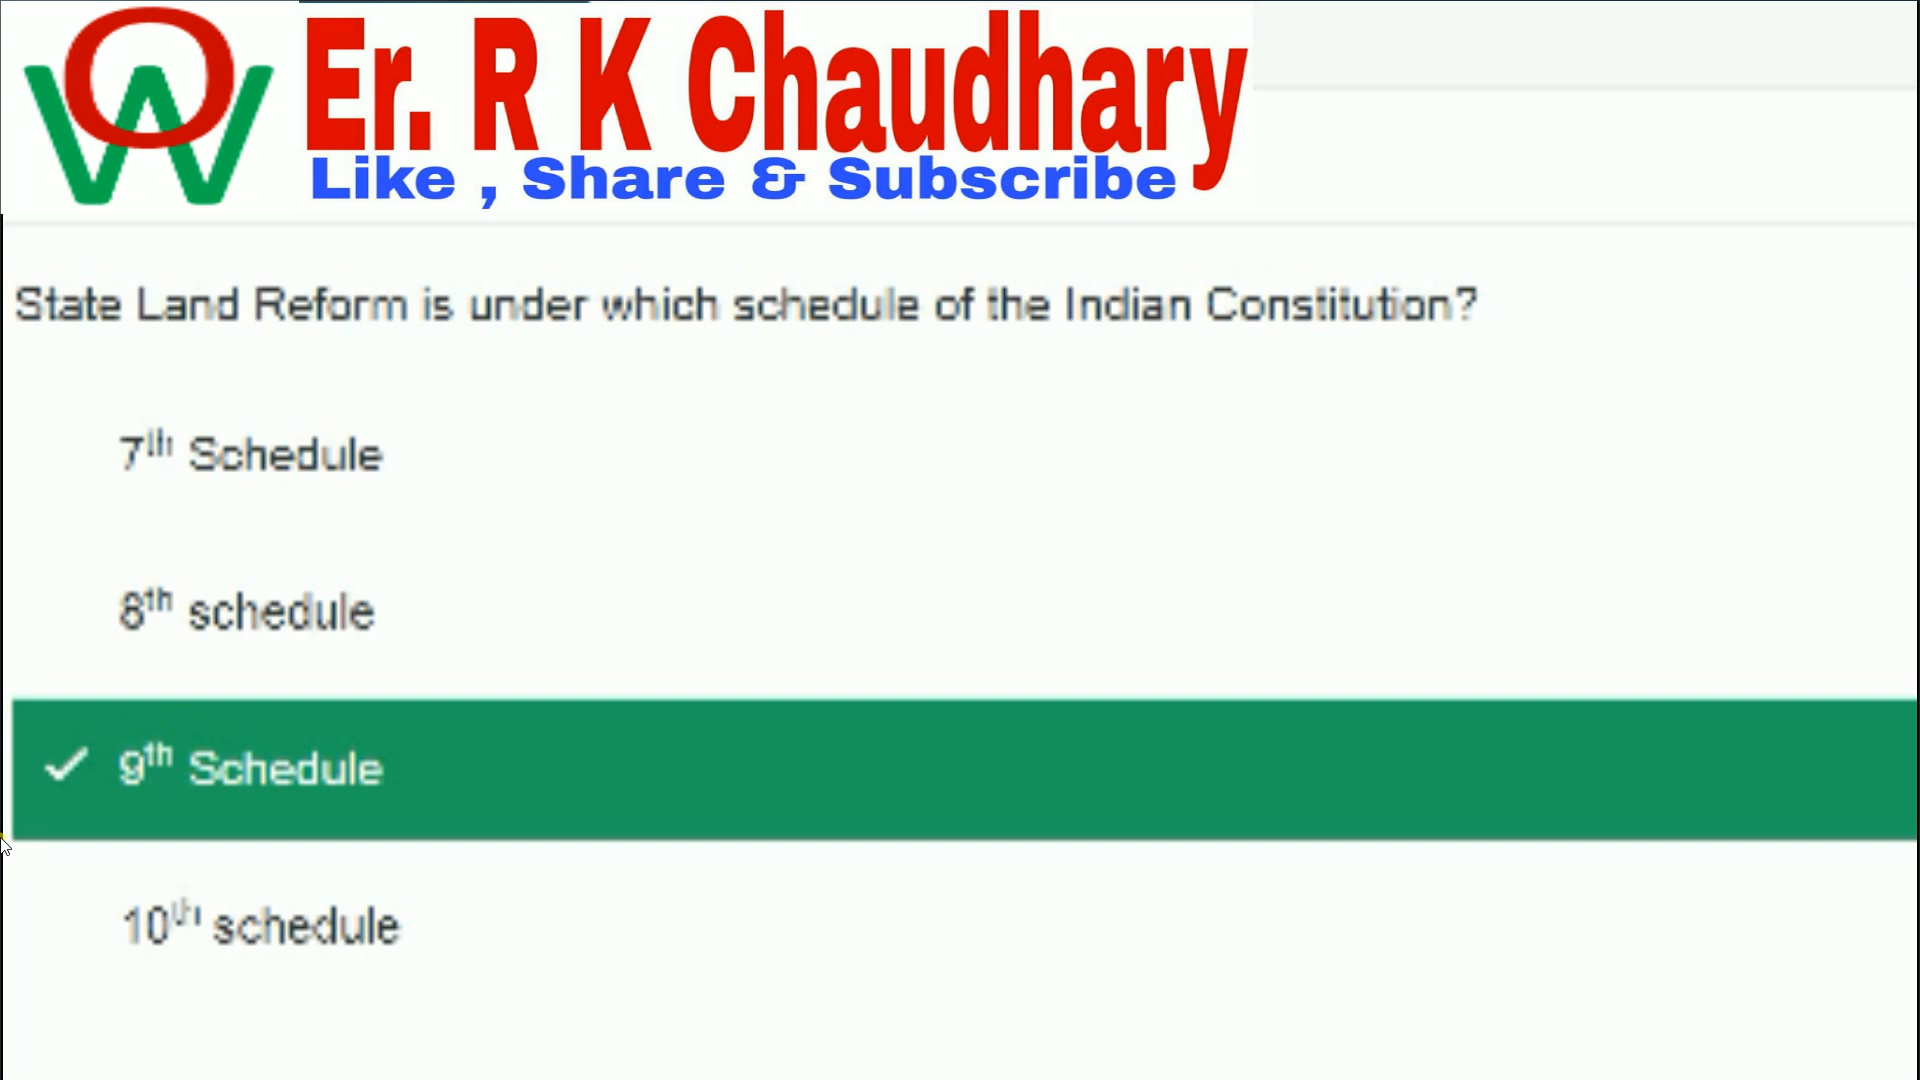 OW
Er. R K Chaudhary
Like , Share & Subscribe
State Land Reform is under which schedule of the Indian Constitution?
7th Schedule
8th schedule
9th Schedule
10th schedule